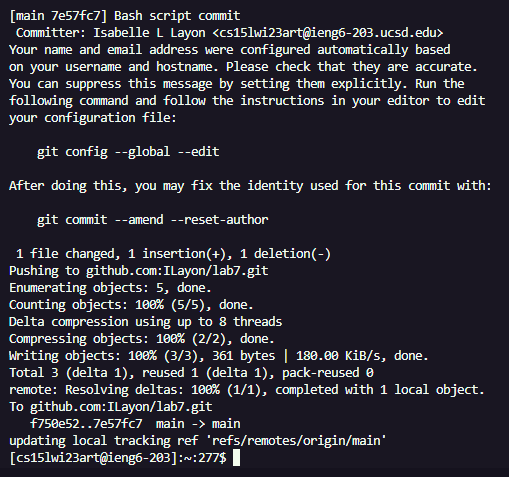 [main 7e57fc7] Bash script commit
 Committer: Isabelle L Layon <cs15lwi23art@ieng6-203.ucsd.edu>
Your name and email address were configured automatically based
on your username and hostname. Please check that they are accurate.
You can suppress this message by setting them explicitly. Run the
following command and follow the instructions in your editor to edit
your configuration file:

    git config --global --edit

After doing this, you may fix the identity used for this commit with:

    git commit --amend --reset-author

 1 file changed, 1 insertion(+), 1 deletion(-)
Pushing to github.com:ILayon/lab7.git
Enumerating objects: 5, done.
Counting objects: 100% (5/5), done.
Delta compression using up to 8 threads
Compressing objects: 100% (2/2), done.
Writing objects: 100% (3/3), 361 bytes | 180.00 KiB/s, done.
Total 3 (delta 1), reused 1 (delta 1), pack-reused 0
remote: Resolving deltas: 100% (1/1), completed with 1 local object.
To github.com:ILayon/lab7.git
   f750e52..7e57fc7  main -> main
updating local tracking ref 'refs/remotes/origin/main'
[cs15lwi23art@ieng6-203]:~:277$